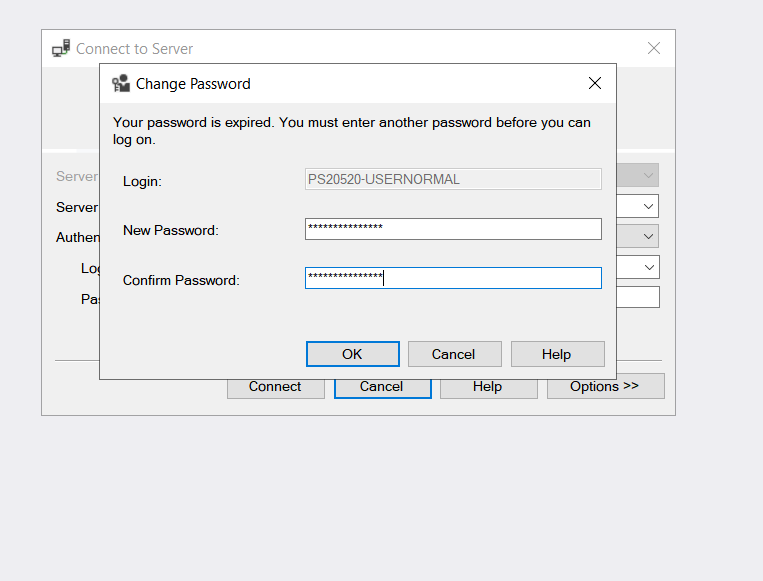 Connect to Server
Change Password
Your password is expired. You must enter another password before you can
log on.
Server
Login:
PS20520-USERNORMAL
Server
New Password:
***************
Authen
Log
Confirm Password:
***************
Pas
OK
Cancel
Help
Connect
Cancel
Help
Options >>